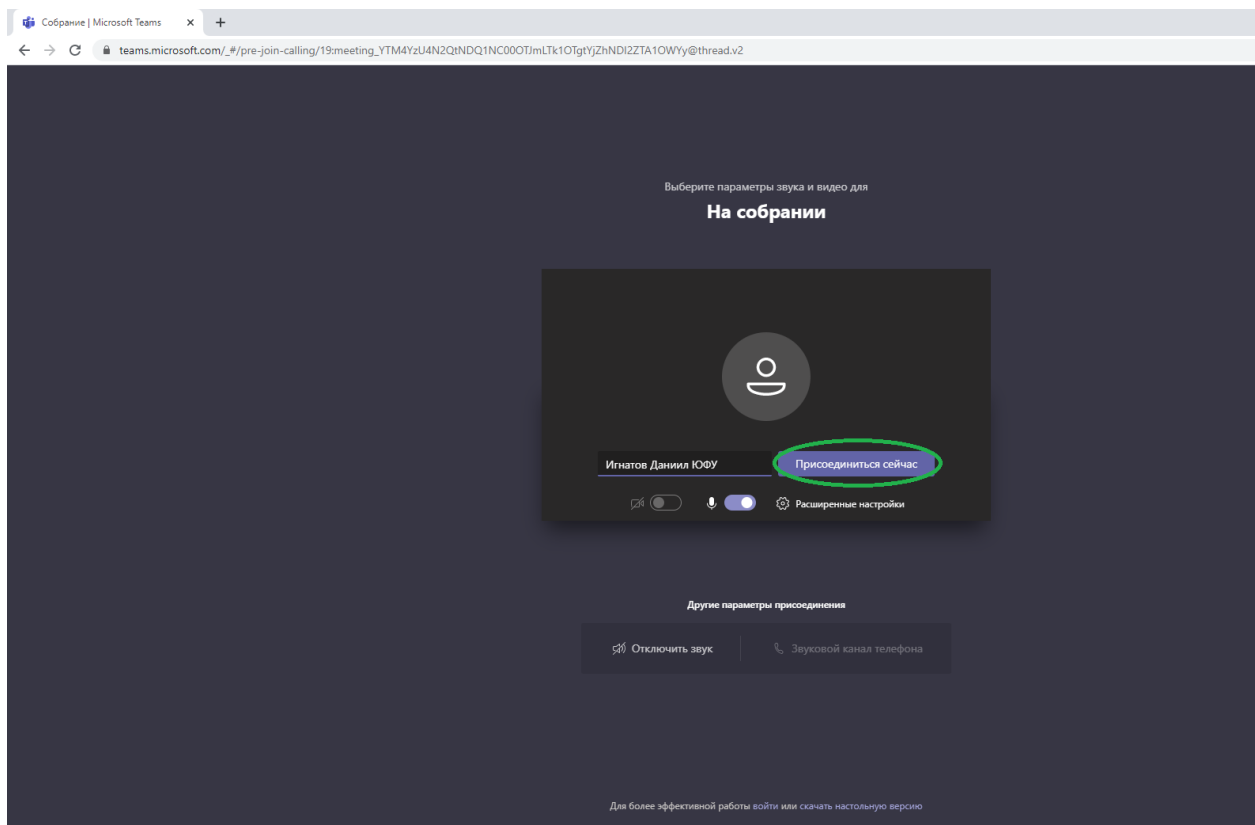 Собрание | Microsoft Teams
teams.microsoft.com/_#/pre-join-calling/19:meeting_YTM4YzU4N2QtNDQ1NC00OTJmLTk1OTgtYjZhNDI2ZTA1OWYy@thread.v2
Выберите параметры звука и видео для
На собрании
Игнатов Даниил ЮФУ
Присоединиться сейчас
Расширенные настройки
Другие параметры присоединения
Отключить звук
Звуковой канал телефона
Для более эффективной работы войти или скачать настольную версию